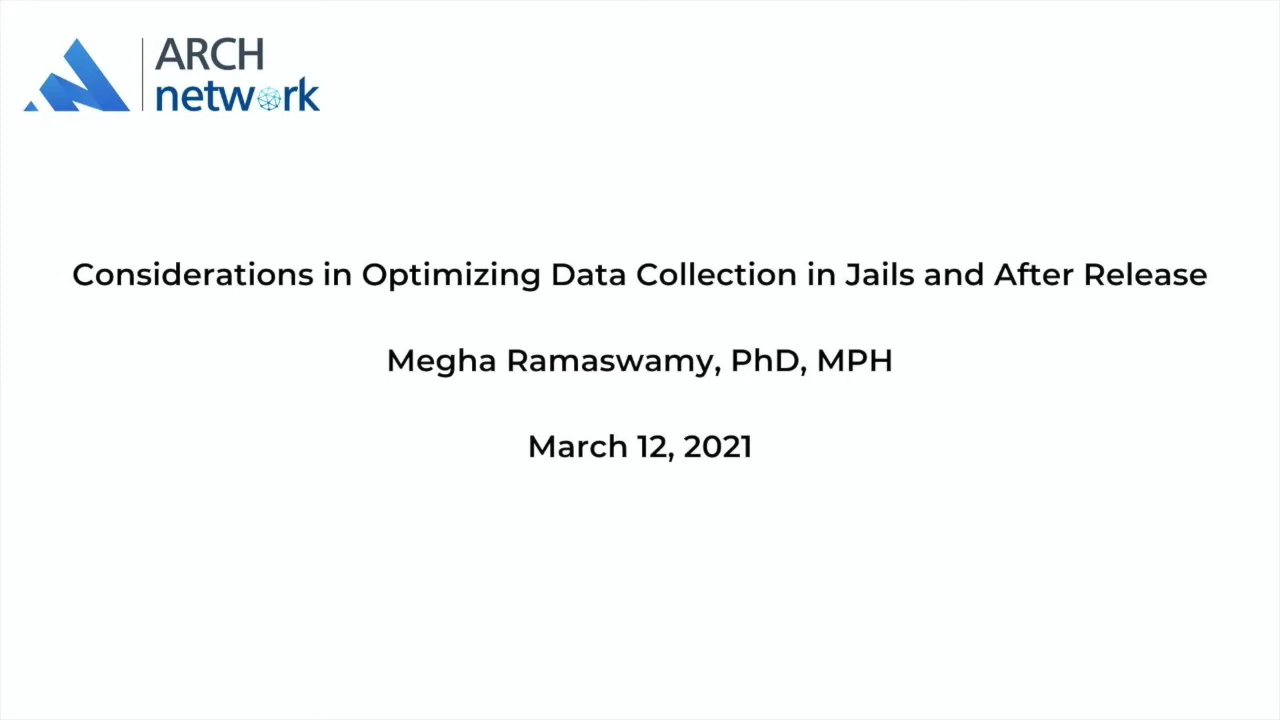 ARCH
network
Considerations in Optimizing Data Collection in Jails and After Release
Megha Ramaswamy, PhD, MPH
March 12, 2021